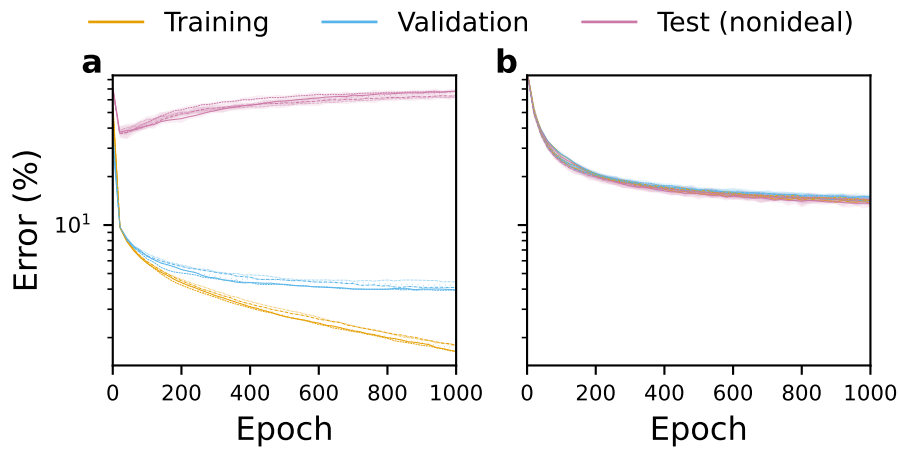 Training Validation Test (nonideal)
a b
Error (%)
10¹
0 200 400 600 800 1000 0 200 400 600 800 1000
Epoch Epoch